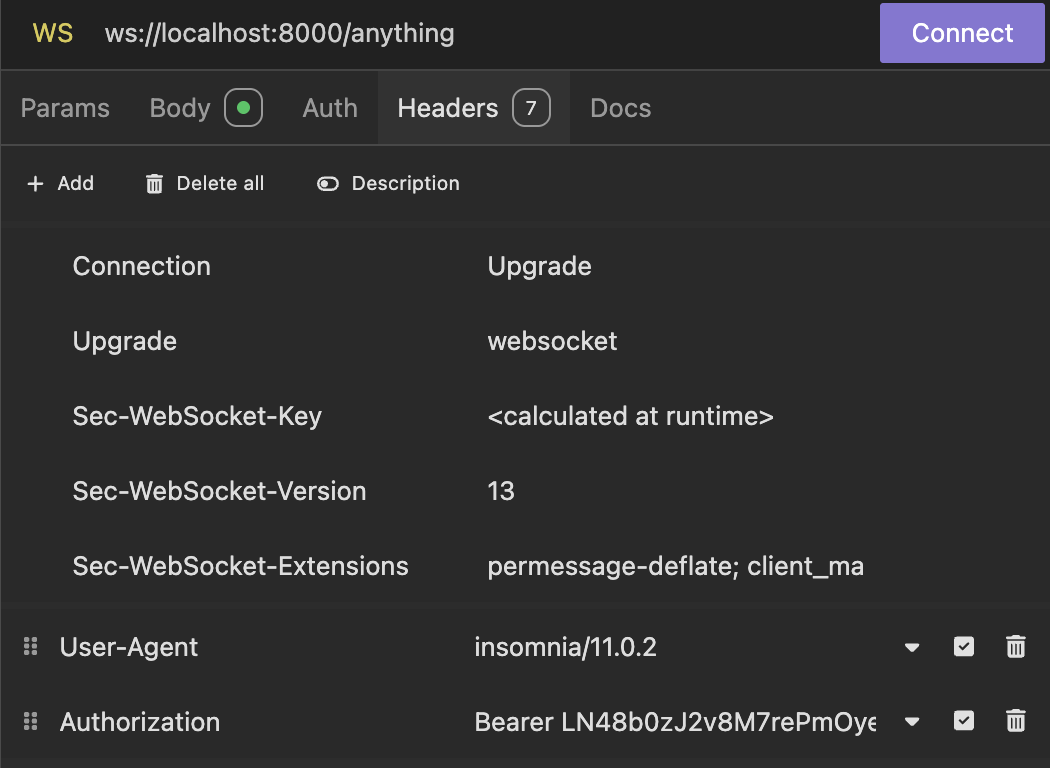 WS ws://localhost:8000/anything Connect
Params Body Auth Headers 7 Docs
+ Add Delete all Description
Connection Upgrade
Upgrade websocket
Sec-WebSocket-Key <calculated at runtime>
Sec-WebSocket-Version 13
Sec-WebSocket-Extensions permessage-deflate; client_ma
User-Agent insomnia/11.0.2
Authorization Bearer LN48b0zJ2v8M7rePmOye